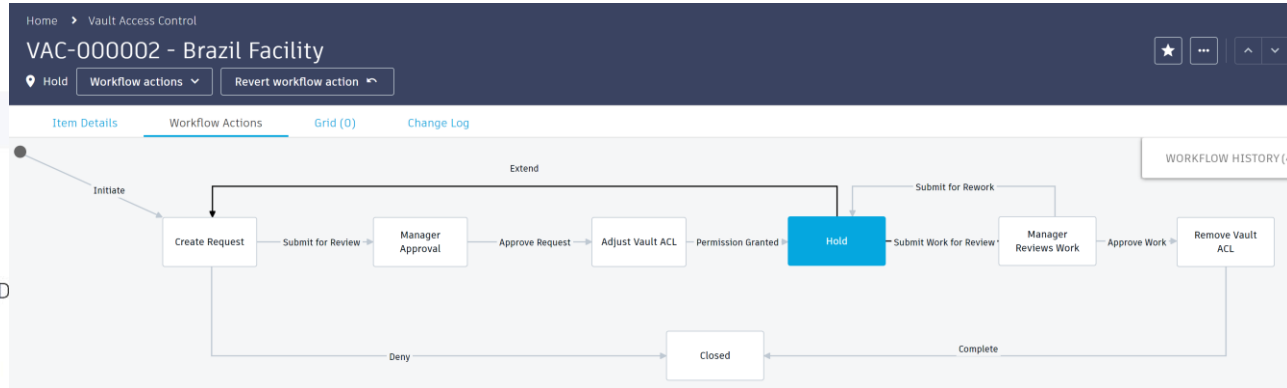 Home > Vault Access Control
VAC-000002 - Brazil Facility
Hold Workflow actions Revert workflow action
Item Details Workflow Actions Grid (0) Change Log
WORKFLOW HISTORY
Extend
Initiate
Submit for Rework
Create Request
Submit for Review
Manager
Approval
Approve Request
Adjust Vault ACL
Permission Granted
Hold
Submit Work for Review
Manager
Reviews Work
Approve Work
Remove Vault
ACL
D
Deny
Closed
Complete